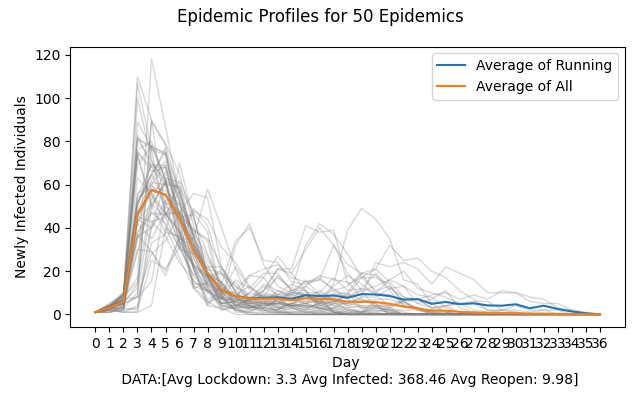 Epidemic Profiles for 50 Epidemics
120
100
80
60
40
20
0
Newly Infected Individuals
Average of Running
Average of All
0 1 2 3 4 5 6 7 8 9 10 11 12 13 14 15 16 17 18 19 20 21 22 23 24 25 26 27 28 29 30 31 32 33 34 35 36
Day
DATA:[Avg Lockdown: 3.3 Avg Infected: 368.46 Avg Reopen: 9.98]